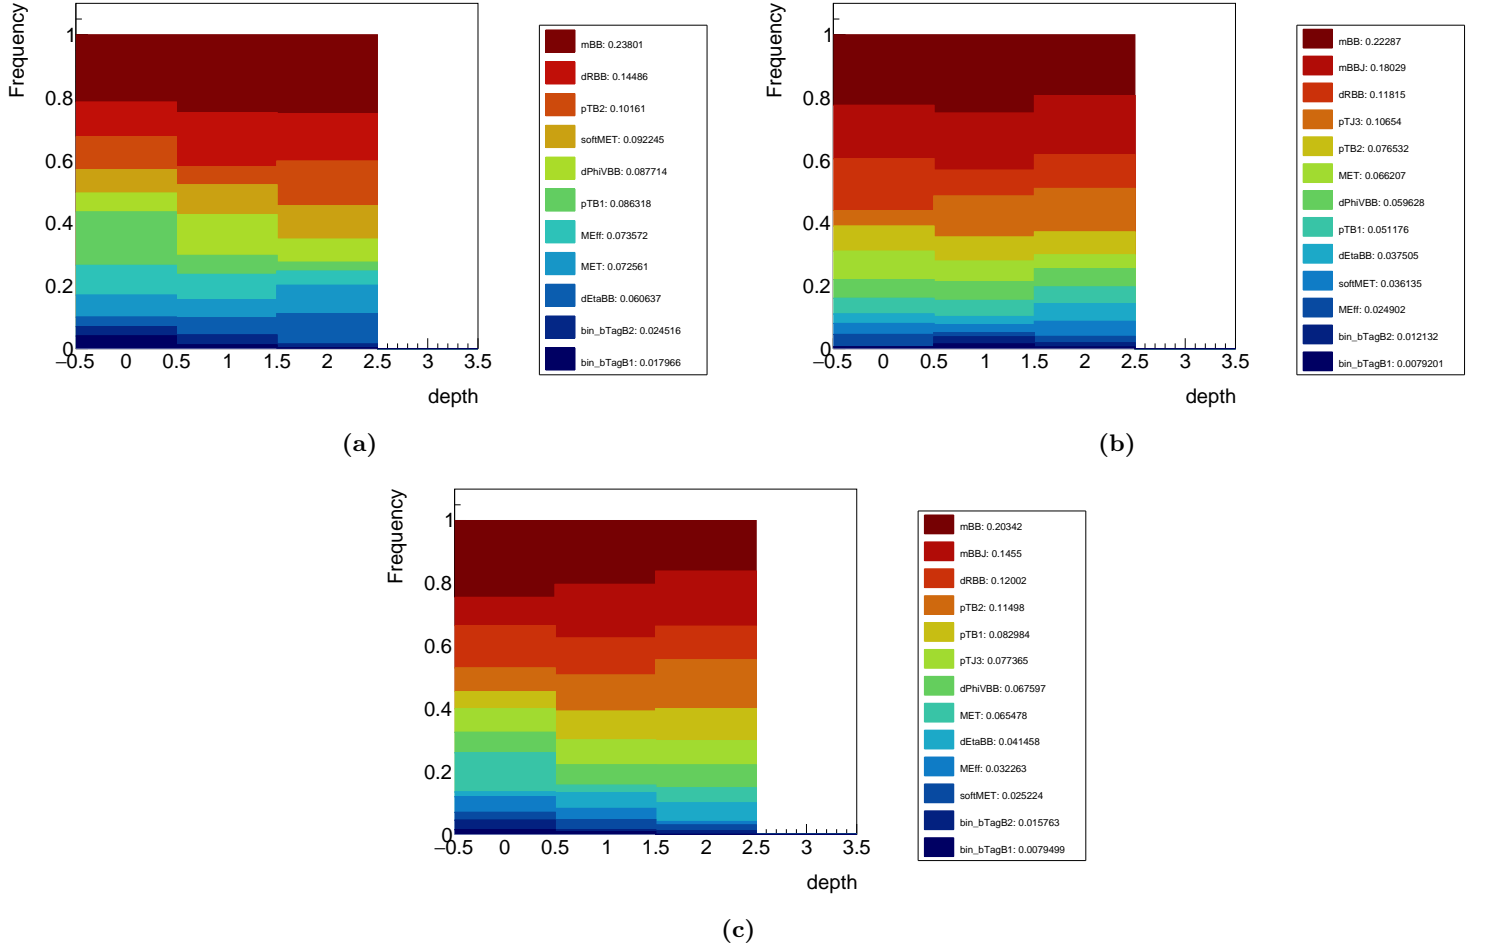 Frequency
1
0.8
0.6
0.4
0.2
0
−0.5 0 0.5 1 1.5 2 2.5 3 3.5
depth
mBB: 0.23801
dRBB: 0.14486
pTB2: 0.10161
softMET: 0.092245
dPhiVBB: 0.087714
pTB1: 0.086318
MEff: 0.073572
MET: 0.072561
dEtaBB: 0.060637
bin_bTagB2: 0.024516
bin_bTagB1: 0.017966
(a)
Frequency
1
0.8
0.6
0.4
0.2
0
−0.5 0 0.5 1 1.5 2 2.5 3 3.5
depth
mBB: 0.22287
mBBJ: 0.18029
dRBB: 0.11815
pTJ3: 0.10654
pTB2: 0.076532
MET: 0.066207
dPhiVBB: 0.059628
pTB1: 0.051176
dEtaBB: 0.037505
softMET: 0.036135
MEff: 0.024902
bin_bTagB2: 0.012132
bin_bTagB1: 0.0079201
(b)
Frequency
1
0.8
0.6
0.4
0.2
0
−0.5 0 0.5 1 1.5 2 2.5 3 3.5
depth
mBB: 0.20342
mBBJ: 0.1455
dRBB: 0.12002
pTB2: 0.11498
pTB1: 0.082984
pTJ3: 0.077365
dPhiVBB: 0.067597
MET: 0.065478
dEtaBB: 0.041458
MEff: 0.032263
softMET: 0.025224
bin_bTagB2: 0.015763
bin_bTagB1: 0.0079499
(c)